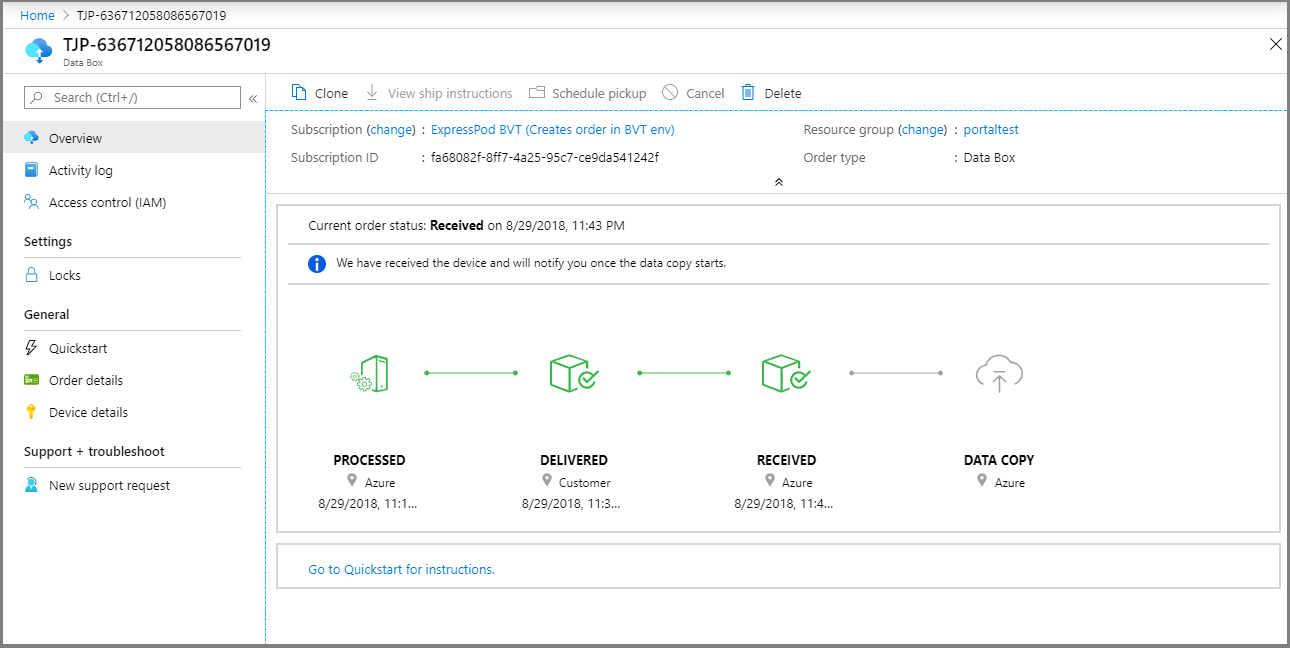 Home > TJP-636712058086567019
TJP-636712058086567019
Data Box
Search (Ctrl+/)
«
Overview
Activity log
Access control (IAM)
Settings
Locks
General
Quickstart
Order details
Device details
Support + troubleshoot
New support request
Clone View ship instructions Schedule pickup Cancel Delete
Subscription (change) : ExpressPod BVT (Creates order in BVT env) Resource group (change) : portaltest
Subscription ID : fa68082f-8ff7-4a25-95c7-ce9da541242f Order type : Data Box
Current order status: Received on 8/29/2018, 11:43 PM
We have received the device and will notify you once the data copy starts.
PROCESSED DELIVERED RECEIVED DATA COPY
Azure Customer Azure Azure
8/29/2018, 11:1... 8/29/2018, 11:3... 8/29/2018, 11:4...
Go to Quickstart for instructions.